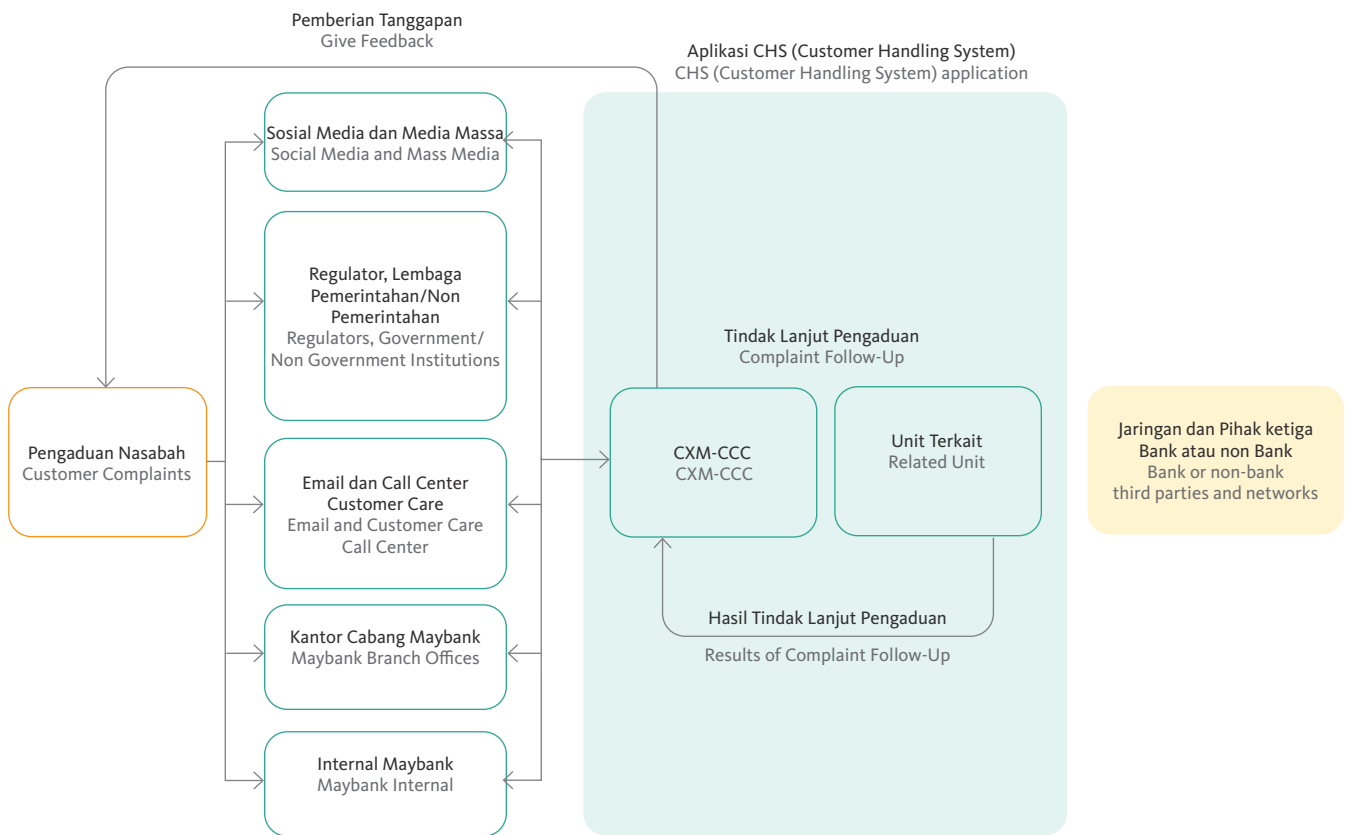 Pemberian Tanggapan
Give Feedback
Aplikasi CHS (Customer Handling System)
CHS (Customer Handling System) application
Sosial Media dan Media Massa
Social Media and Mass Media
Regulator, Lembaga
Pemerintahan/Non
Pemerintahan
Regulators, Government/
Non Government Institutions
Tindak Lanjut Pengaduan
Complaint Follow-Up
Pengaduan Nasabah
Customer Complaints
Email dan Call Center
Customer Care
Email and Customer Care
Call Center
CXM-CCC
CXM-CCC
Unit Terkait
Related Unit
Jaringan dan Pihak ketiga
Bank atau non Bank
Bank or non-bank
third parties and networks
Kantor Cabang Maybank
Maybank Branch Offices
Hasil Tindak Lanjut Pengaduan
Results of Complaint Follow-Up
Internal Maybank
Maybank Internal